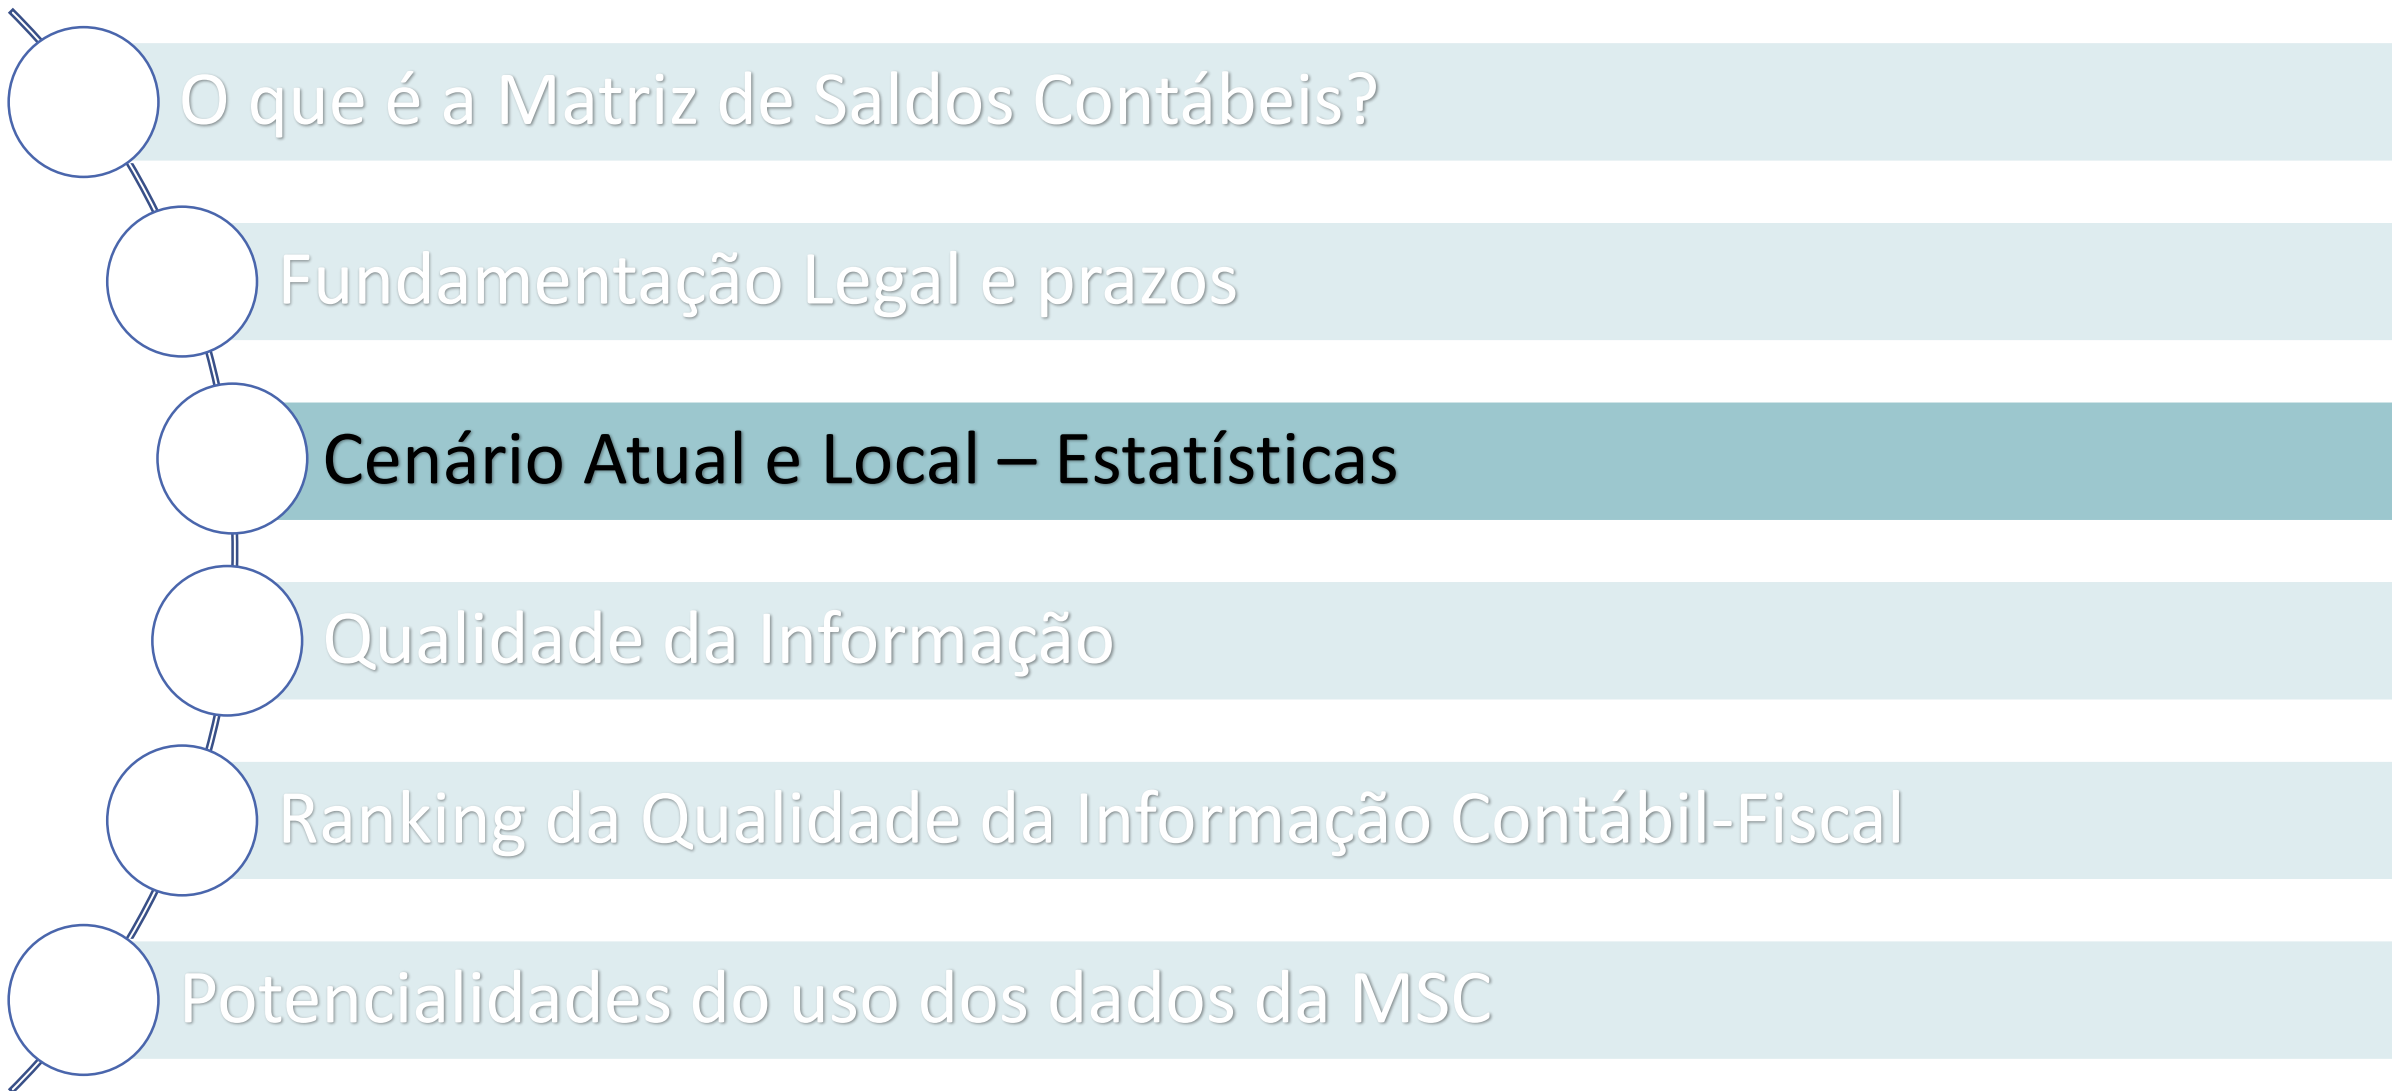 O que é a Matriz de Saldos Contábeis?
Fundamentação Legal e prazos
Cenário Atual e Local – Estatísticas
Qualidade da Informação
Ranking da Qualidade da Informação Contábil-Fiscal
Potencialidades do uso dos dados da MSC